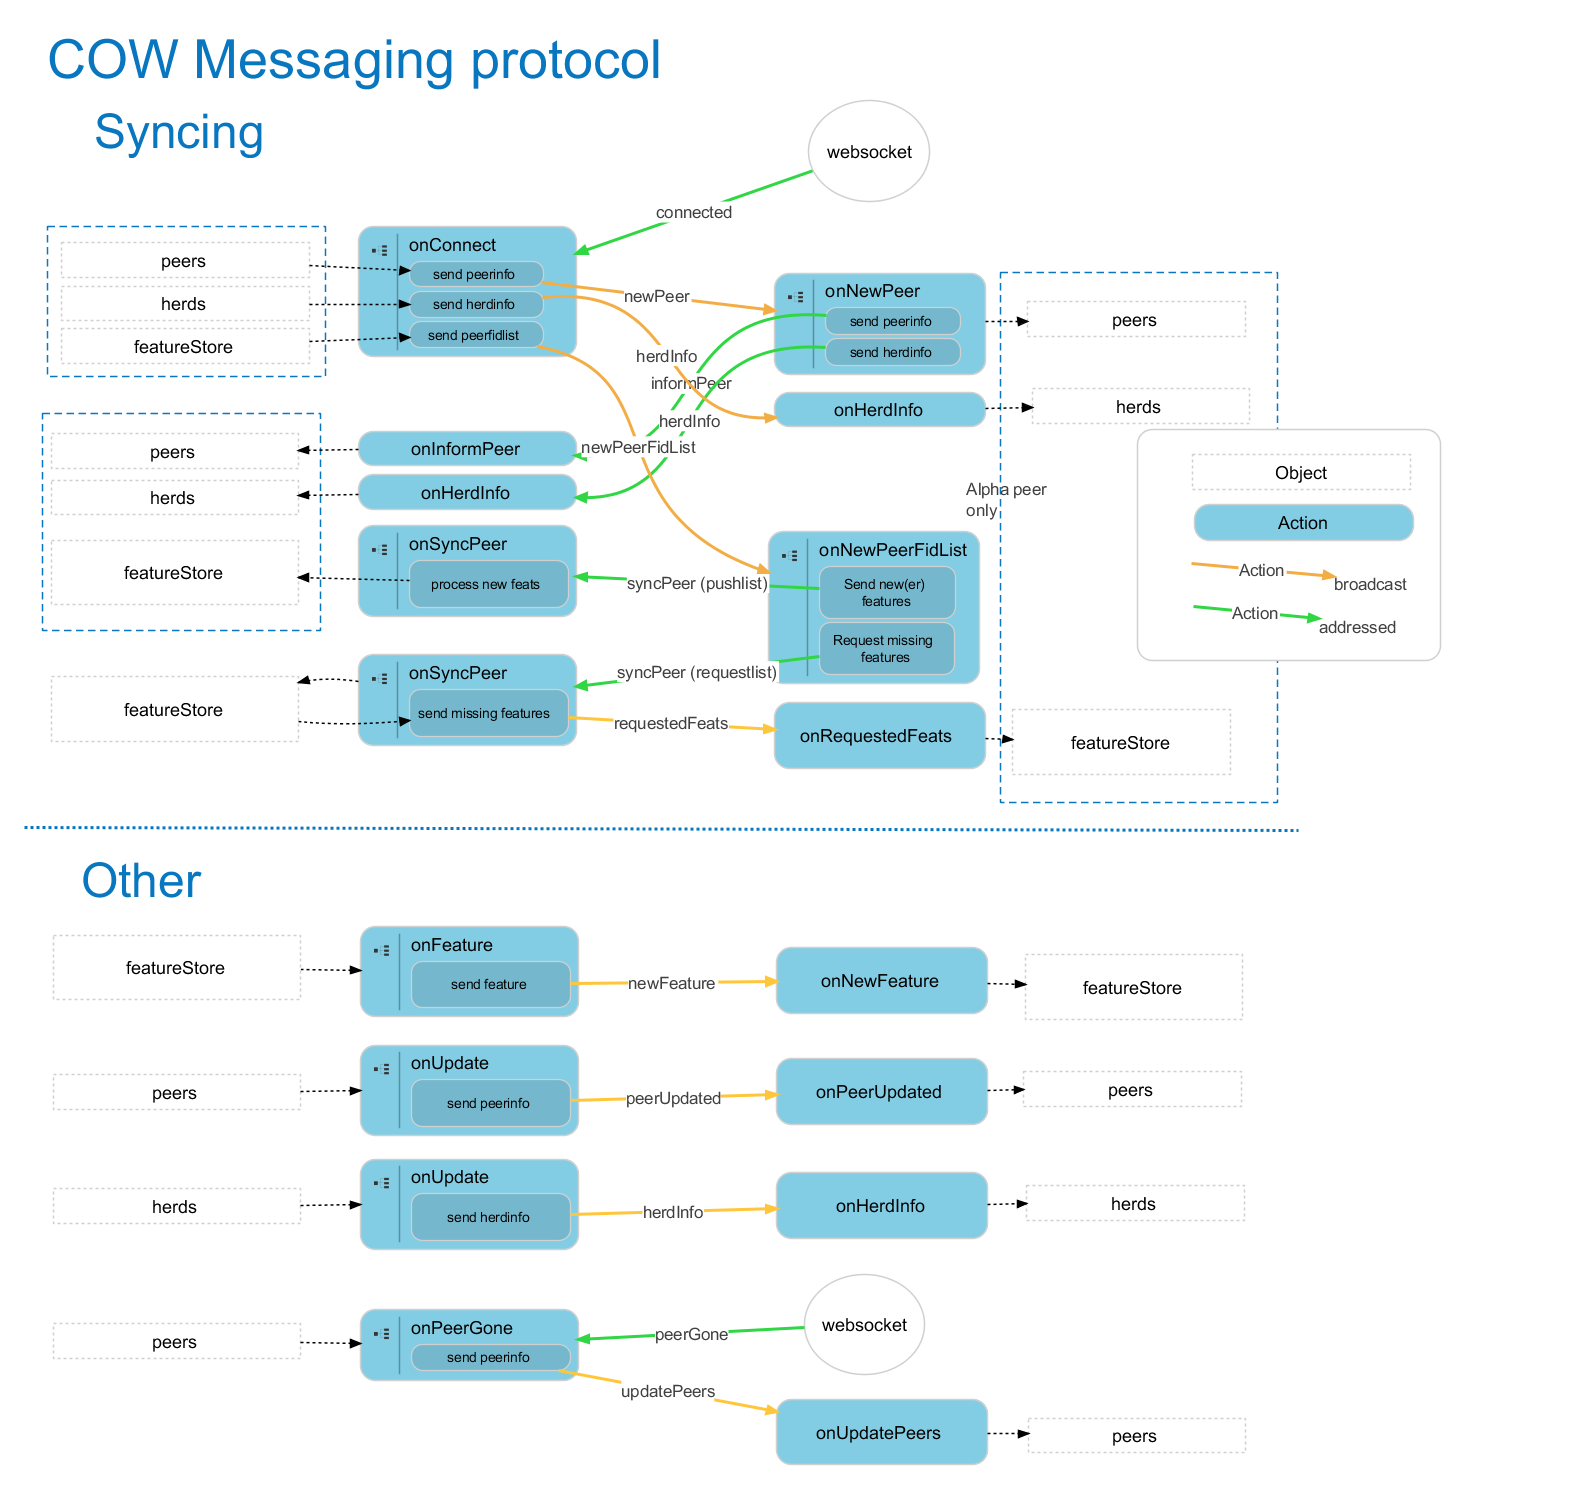 COW Messaging protocol
Syncing
websocket
connected
peers
herds
featureStore
onConnect
send peerinfo
send herdinfo
send peerfidlist
newPeer
herdInfo
informPeer
herdInfo
newPeerFidList
onNewPeer
send peerinfo
send herdinfo
peers
onHerdInfo
herds
peers
herds
featureStore
onInformPeer
onHerdInfo
onSyncPeer
process new feats
syncPeer (pushlist)
Alpha peer
only
onNewPeerFidList
Send new(er)
features
Request missing
features
Object
Action
Action
broadcast
Action
addressed
featureStore
onSyncPeer
send missing features
syncPeer (requestlist)
requestedFeats
onRequestedFeats
featureStore
Other
featureStore
onFeature
send feature
newFeature
onNewFeature
featureStore
peers
onUpdate
send peerinfo
peerUpdated
onPeerUpdated
peers
herds
onUpdate
send herdinfo
herdInfo
onHerdInfo
herds
peers
onPeerGone
send peerinfo
peerGone
websocket
updatePeers
onUpdatePeers
peers